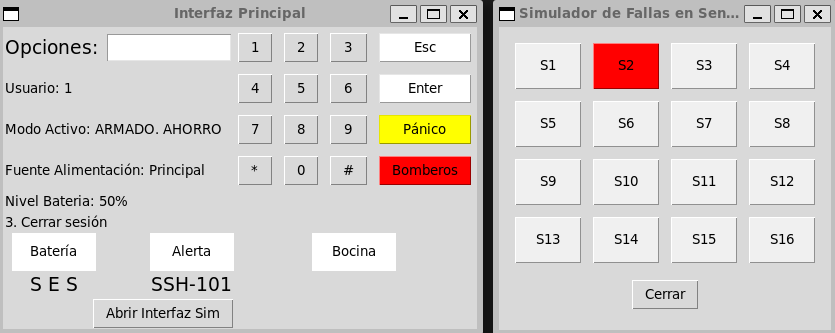 Interfaz Principal
Opciones:
1 2 3 Esc
Usuario: 1
4 5 6 Enter
Modo Activo: ARMADO. AHORRO
7 8 9 Pánico
Fuente Alimentación: Principal
* 0 # Bomberos
Nivel Bateria: 50%
3. Cerrar sesión
Batería Alerta Bocina
S E S SSH-101
Abrir Interfaz Sim
Simulador de Fallas en Sen...
S1 S2 S3 S4
S5 S6 S7 S8
S9 S10 S11 S12
S13 S14 S15 S16
Cerrar